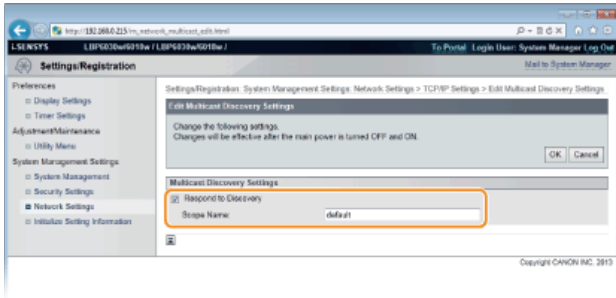 http://192.168.0.215/m_network_multicast_edit.html
LSENSYS LBP6030w/6018w / LBP6030w/6018w / To Portal Login User: System Manager Log Out
Settings/Registration Mail to System Manager
Preferences
Display Settings
Timer Settings
Adjustment/Maintenance
Utility Menu
System Management Settings
System Management
Security Settings
Network Settings
Initialize Setting Information
Settings/Registration: System Management Settings: Network Settings > TCP/IP Settings > Edit Multicast Discovery Settings
Edit Multicast Discovery Settings
Change the following settings.
Changes will be effective after the main power is turned OFF and ON.
OK Cancel
Multicast Discovery Settings
Respond to Discovery
Scope Name: default
Copyright CANON INC. 2013